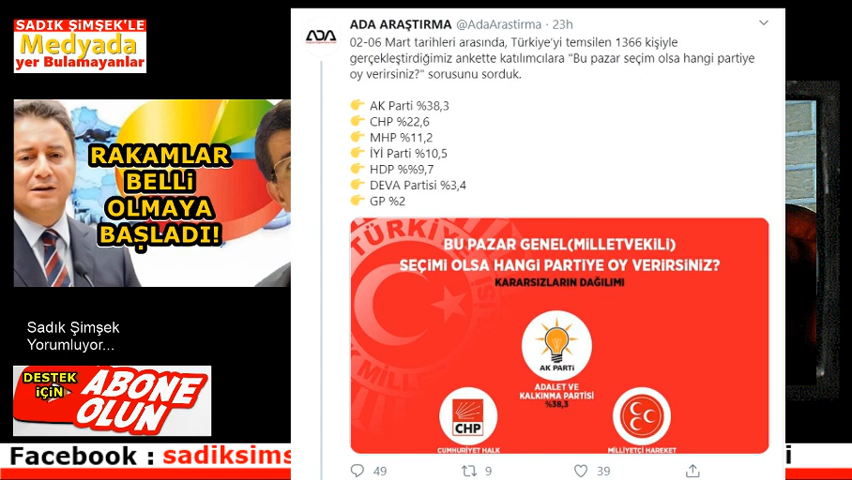 SADIK ŞİMŞEK'LE
Medyada
yer Bulamayanlar
RAKAMLAR
BELLİ
OLMAYA
BAŞLADI!
Sadık Şimşek
Yorumluyor...
DESTEK
İÇİN
ABONE
OLUN
ADA
ADA ARAŞTIRMA @AdaArastirma · 23h
02-06 Mart tarihleri arasında, Türkiye'yi temsilen 1366 kişiyle
gerçekleştirdiğimiz ankette katılımcılara "Bu pazar seçim olsa hangi partiye
oy verirsiniz?" sorusunu sorduk.
👉 AK Parti %38,3
👉 CHP %22,6
👉 MHP %11,2
👉 İYİ Parti %10,5
👉 HDP %%9,7
👉 DEVA Partisi %3,4
👉 GP %2
BU PAZAR GENEL(MİLLETVEKİLİ)
SEÇİMİ OLSA HANGİ PARTİYE OY VERİRSİNİZ?
KARARSIZLARIN DAĞILIMI
AK PARTİ
ADALET VE
KALKINMA PARTİSİ
%38,3
CHP
CUMHURİYET HALK
MİLLİYETÇİ HAREKET
49
9
39
Facebook : sadiksims